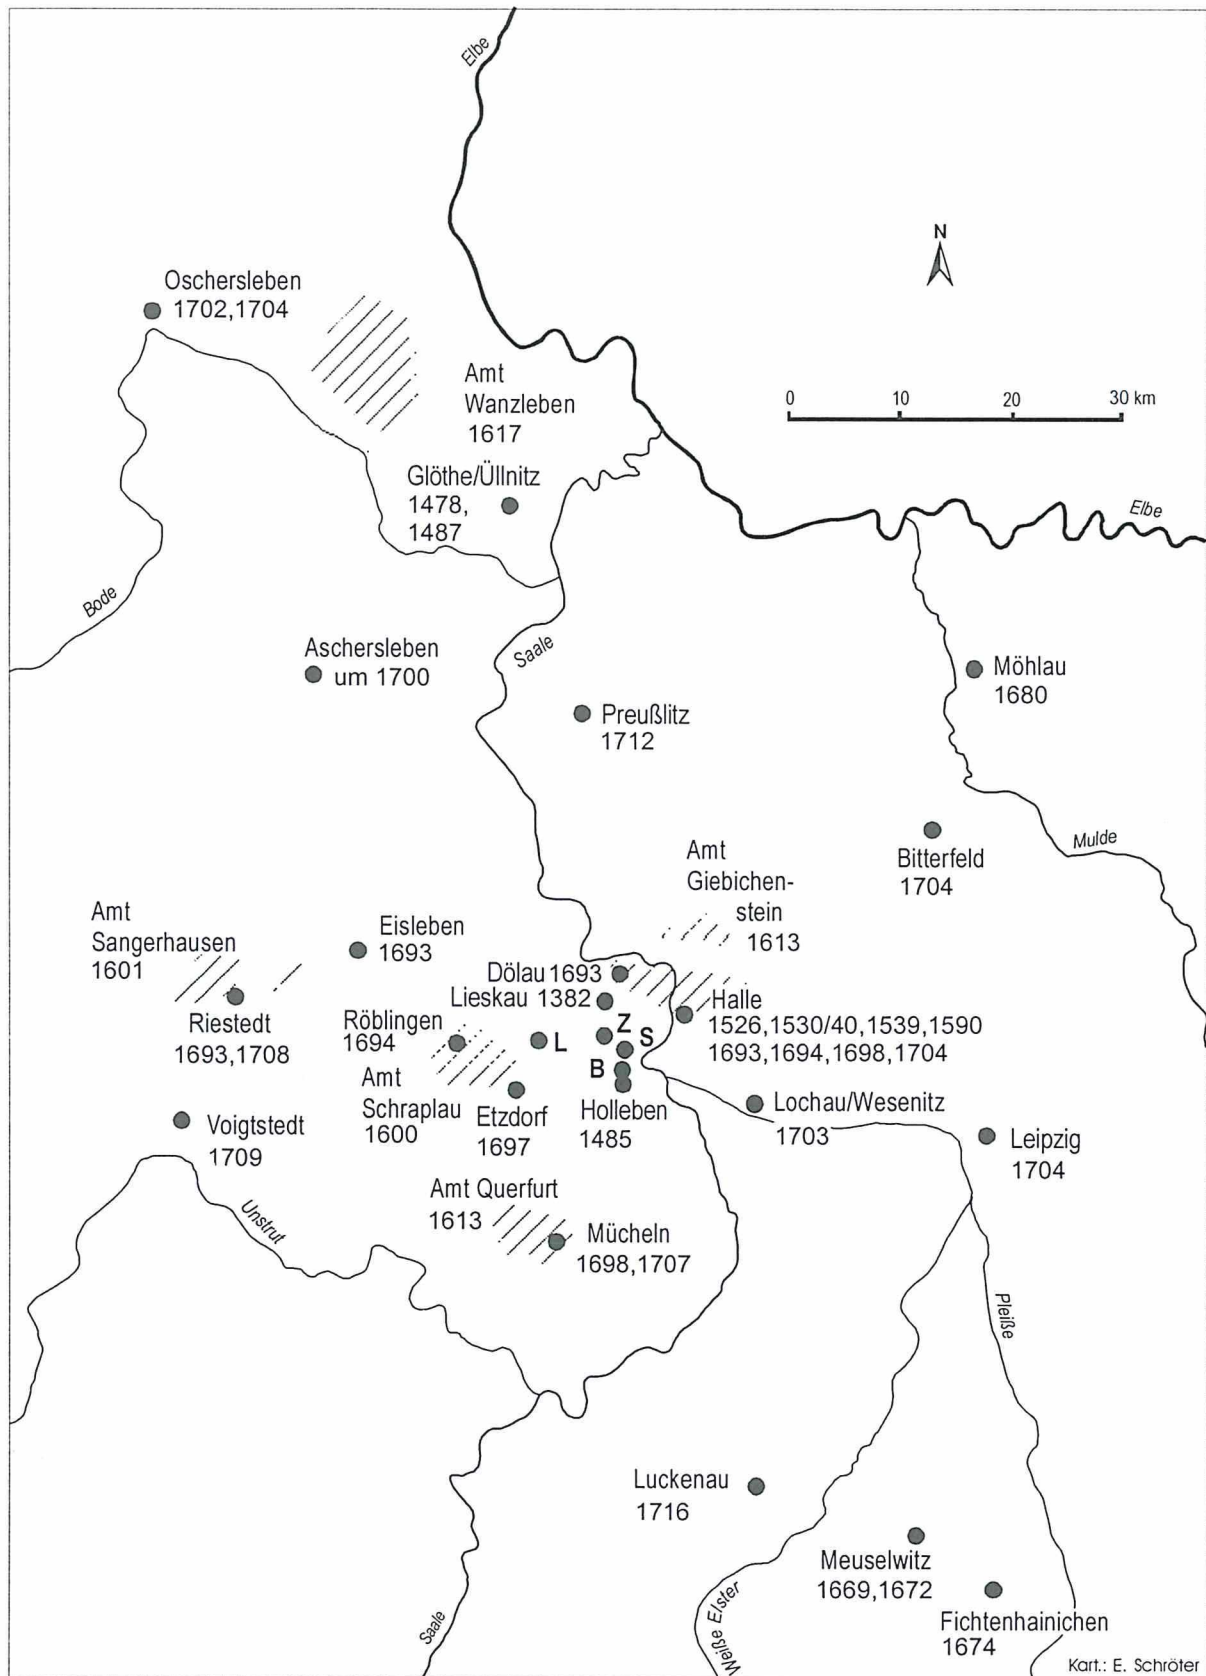 Elbe
N
Oschersleben
1702,1704
0 10 20 30 km
Amt
Wanzleben
1617
Glöthe/Üllnitz
1478,
1487
Elbe
Bode
Saale
Aschersleben
um 1700
Möhlau
1680
Preußlitz
1712
Mulde
Bitterfeld
1704
Amt
Giebichen-
stein
1613
Amt
Sangerhausen
1601
Eisleben
1693
Dölau 1693
Lieskau 1382
Halle
1526,1530/40,1539,1590
1693,1694,1698,1704
Riestedt
1693,1708
Röblingen
1694
L
Z
S
B
Amt
Schraplau
1600
Etzdorf
1697
Holleben
1485
Lochau/Wesenitz
1703
Leipzig
1704
Voigtstedt
1709
Amt Querfurt
1613
Mücheln
1698,1707
Unstrut
Pleiße
Luckenau
1716
Meuselwitz
1669,1672
Fichtenhainichen
1674
Weiße Elster
Saale
Kart.: E. Schröter